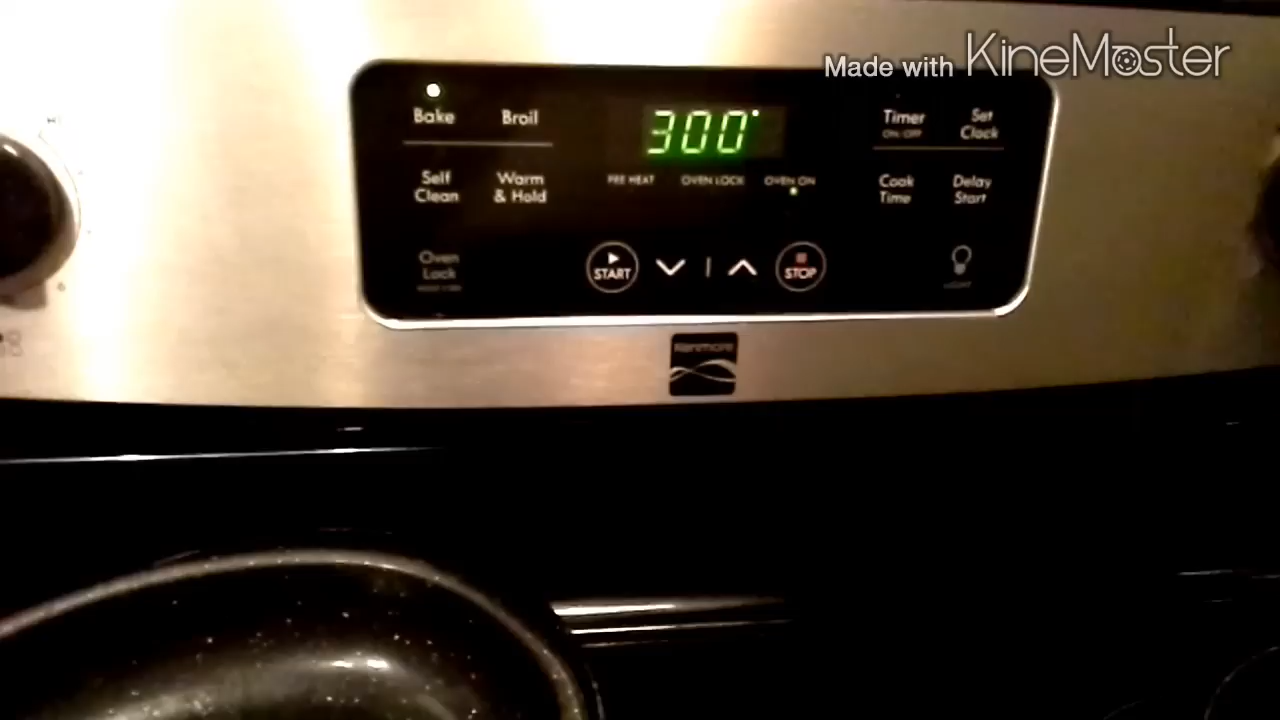 Made with KineMaster
Bake
Broil
300°
Timer
ON/OFF
Set
Clock
Self
Clean
Warm
& Hold
PRE HEAT
OVEN LOCK
OVEN ON
Cook
Time
Delay
Start
Oven
Lock
START
STOP
LIGHT
Kenmore